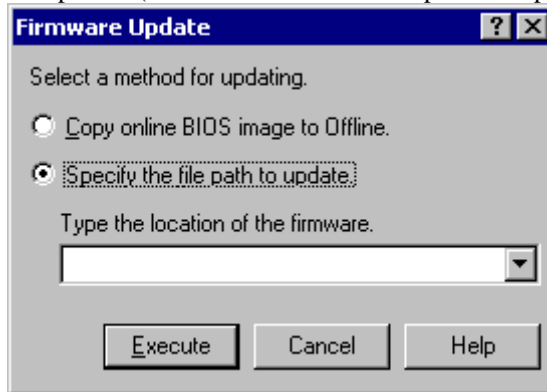 Firmware Update
Select a method for updating.
Copy online BIOS image to Offline.
Specify the file path to update.
Type the location of the firmware.
Execute Cancel Help